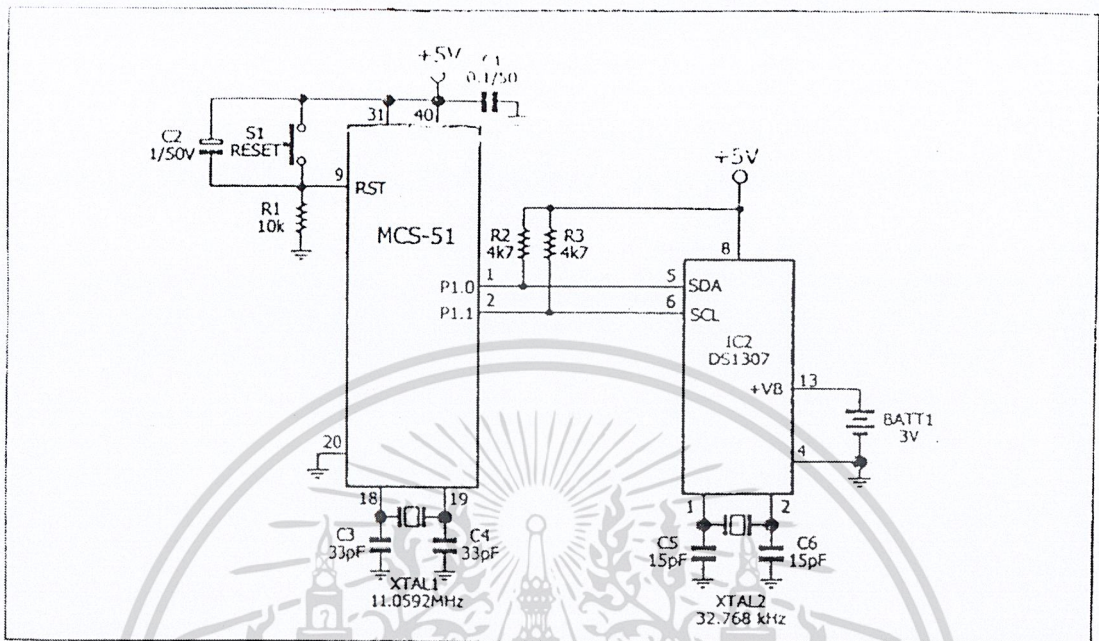 +5V
C1
0.1/50
31
40
C2
1/50V
S1
RESET
9
RST
R1
10k
MCS-51
+5V
R2
4k7
R3
4k7
8
P1.0
1
5
SDA
P1.1
2
6
SCL
IC2
DS1307
+VB
13
BATT1
3V
20
4
18
19
1
2
C3
33pF
C4
33pF
C5
15pF
C6
15pF
XTAL1
11.0592MHz
XTAL2
32.768 kHz